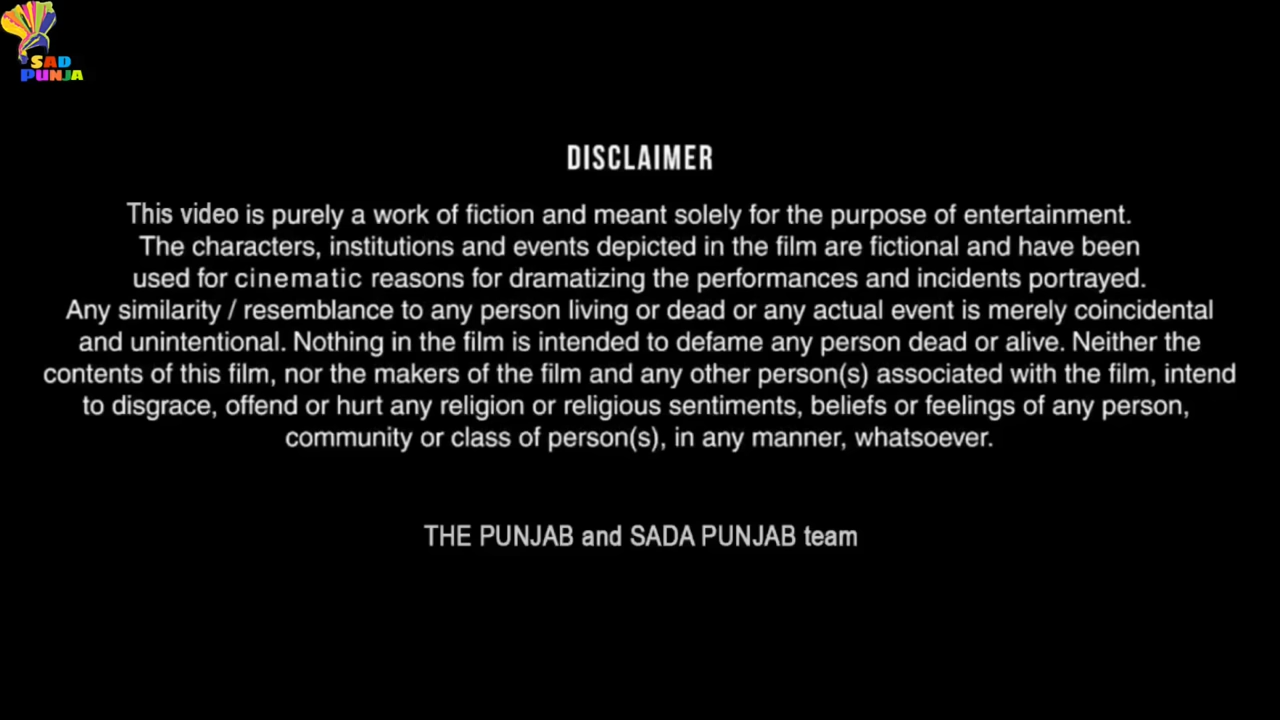 SAD
PUNJA
DISCLAIMER
This video is purely a work of fiction and meant solely for the purpose of entertainment.
The characters, institutions and events depicted in the film are fictional and have been
used for cinematic reasons for dramatizing the performances and incidents portrayed.
Any similarity / resemblance to any person living or dead or any actual event is merely coincidental
and unintentional. Nothing in the film is intended to defame any person dead or alive. Neither the
contents of this film, nor the makers of the film and any other person(s) associated with the film, intend
to disgrace, offend or hurt any religion or religious sentiments, beliefs or feelings of any person,
community or class of person(s), in any manner, whatsoever.
THE PUNJAB and SADA PUNJAB team